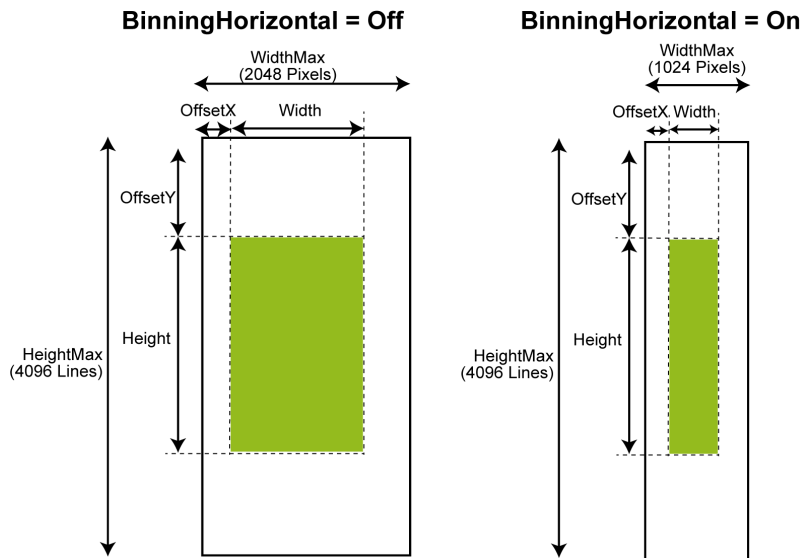 BinningHorizontal = Off
WidthMax
(2048 Pixels)
OffsetX
Width
OffsetY
Height
HeightMax
(4096 Lines)
BinningHorizontal = On
WidthMax
(1024 Pixels)
OffsetX
Width
OffsetY
Height
HeightMax
(4096 Lines)